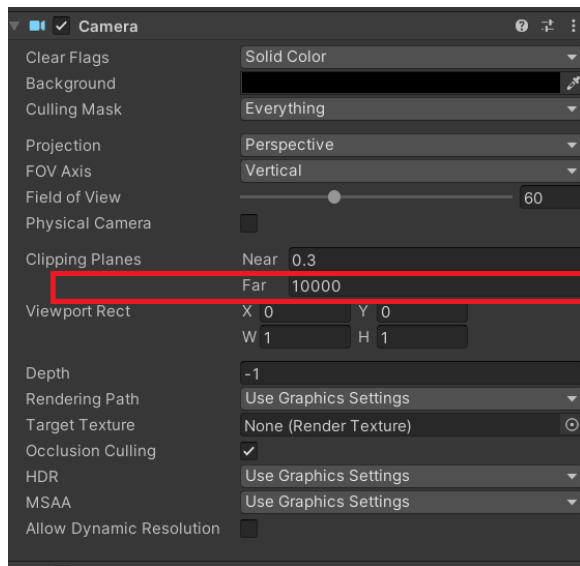 Camera
Clear Flags Solid Color
Background
Culling Mask Everything
Projection Perspective
FOV Axis Vertical
Field of View 60
Physical Camera
Clipping Planes Near 0.3
Far 10000
Viewport Rect X 0 Y 0
W 1 H 1
Depth -1
Rendering Path Use Graphics Settings
Target Texture None (Render Texture)
Occlusion Culling
HDR Use Graphics Settings
MSAA Use Graphics Settings
Allow Dynamic Resolution